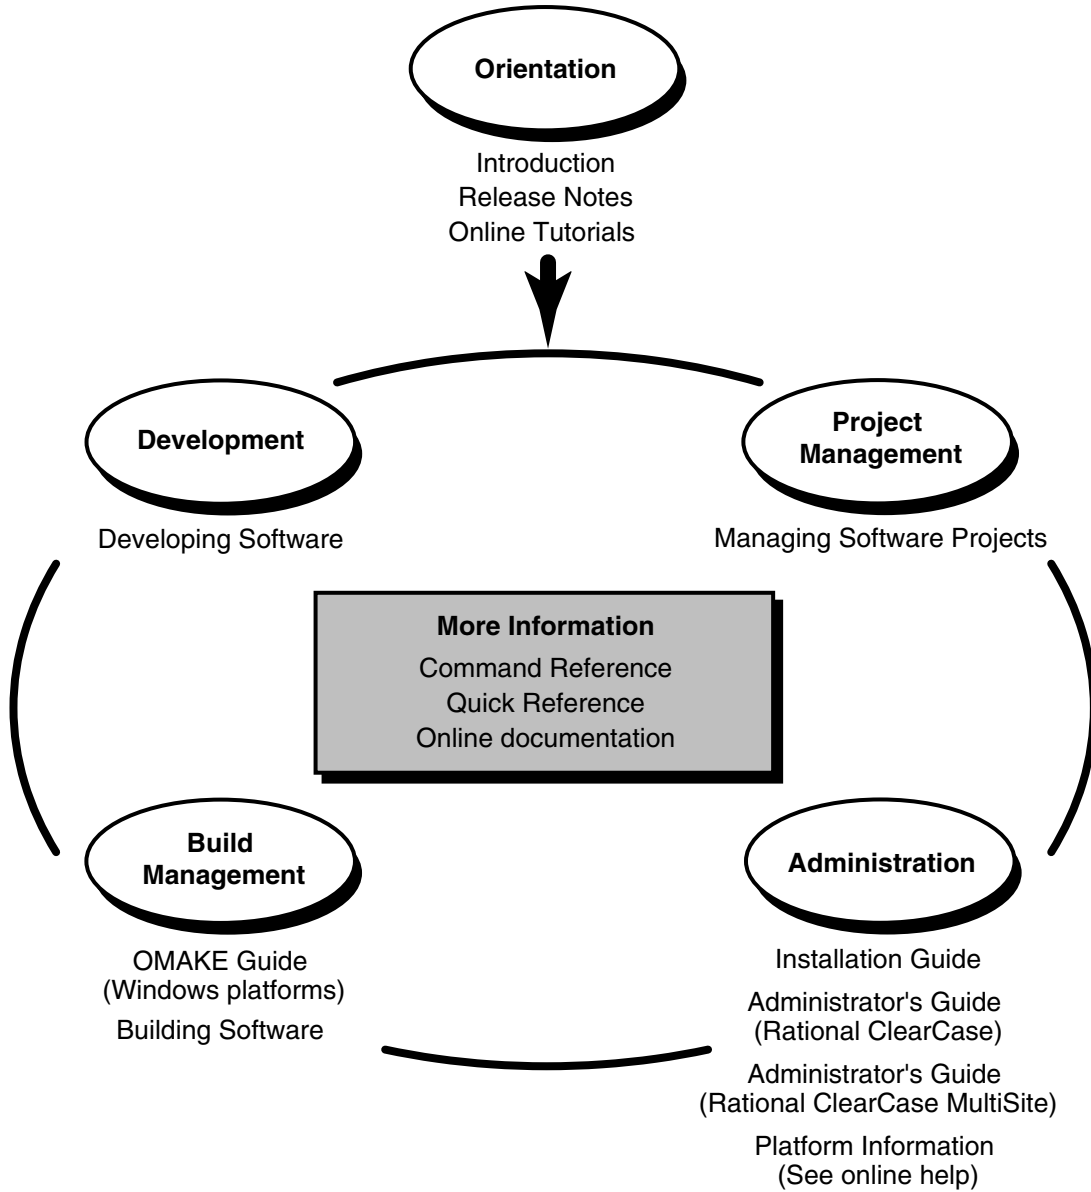 Orientation
Introduction
Release Notes
Online Tutorials
Development
Developing Software
Project
Management
Managing Software Projects
More Information
Command Reference
Quick Reference
Online documentation
Build
Management
OMAKE Guide
(Windows platforms)
Building Software
Administration
Installation Guide
Administrator's Guide
(Rational ClearCase)
Administrator's Guide
(Rational ClearCase MultiSite)
Platform Information
(See online help)